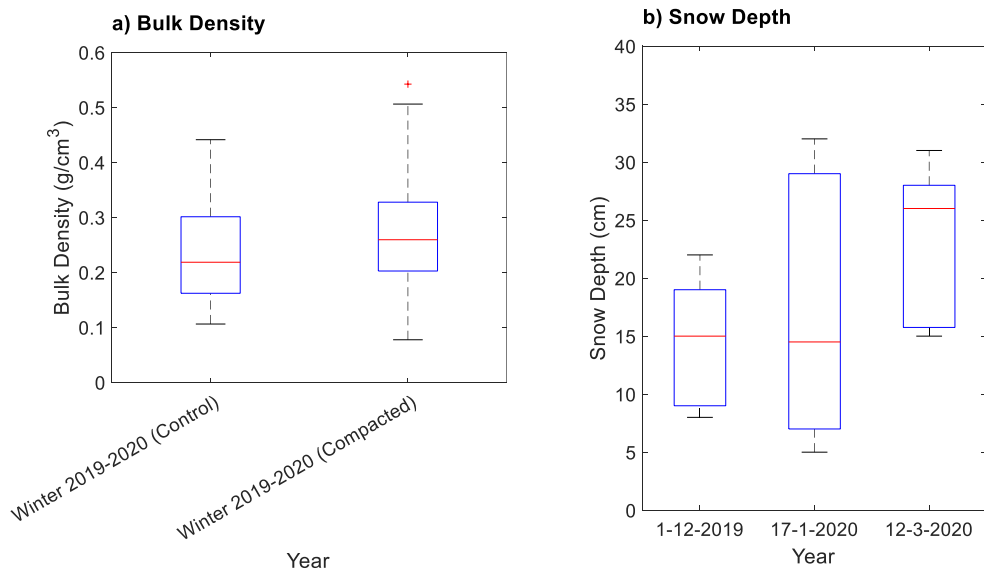 a) Bulk Density
0.6
0.5
0.4
0.3
0.2
0.1
0
Bulk Density (g/cm³)
Winter 2019-2020 (Control)
Winter 2019-2020 (Compacted)
Year
b) Snow Depth
40
35
30
25
20
15
10
5
0
Snow Depth (cm)
1-12-2019 17-1-2020 12-3-2020
Year